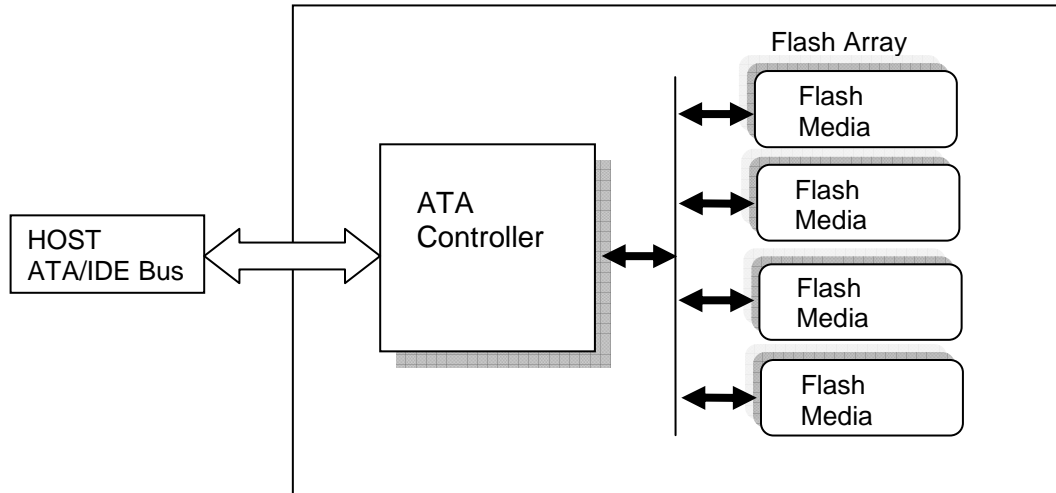 Flash Array
Flash
Media
Flash
Media
ATA
Controller
HOST
ATA/IDE Bus
Flash
Media
Flash
Media